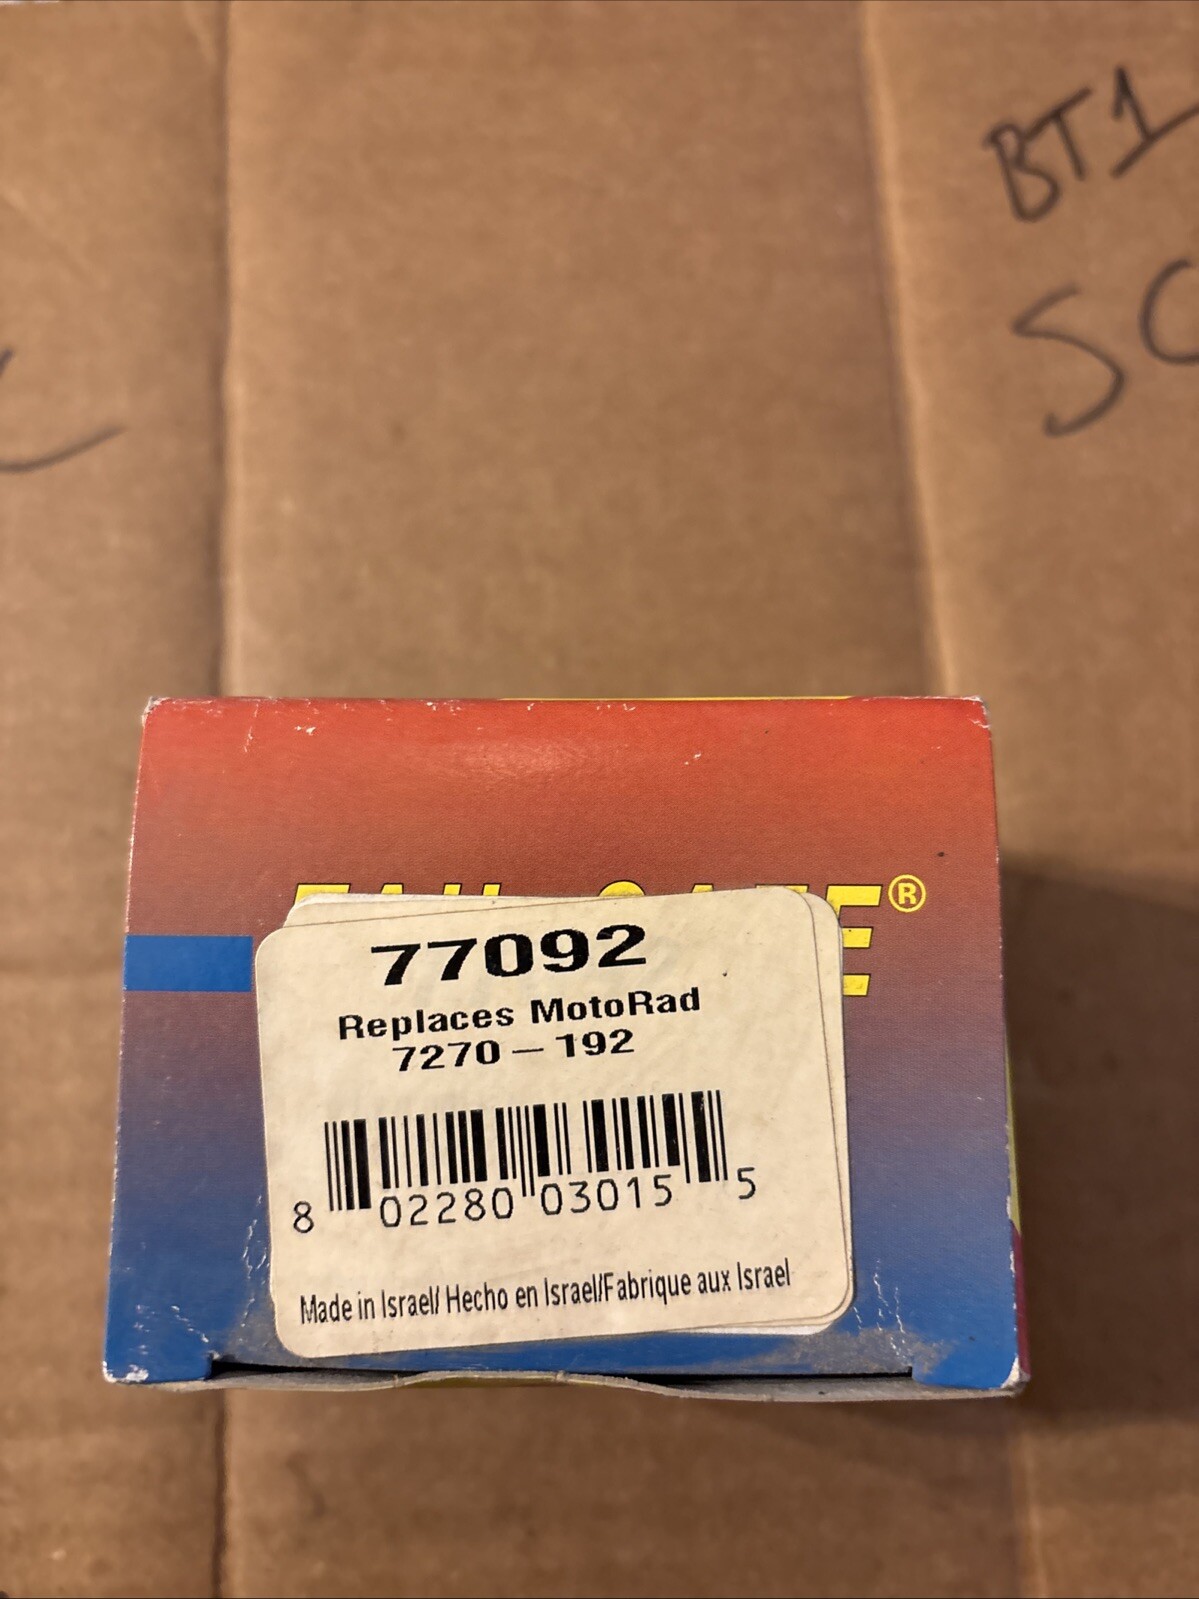 BT1
SC
®
77092
Replaces MotoRad
7270 – 192
8 02280 03015 5
Made in Israel/ Hecho en Israel/Fabrique aux Israel